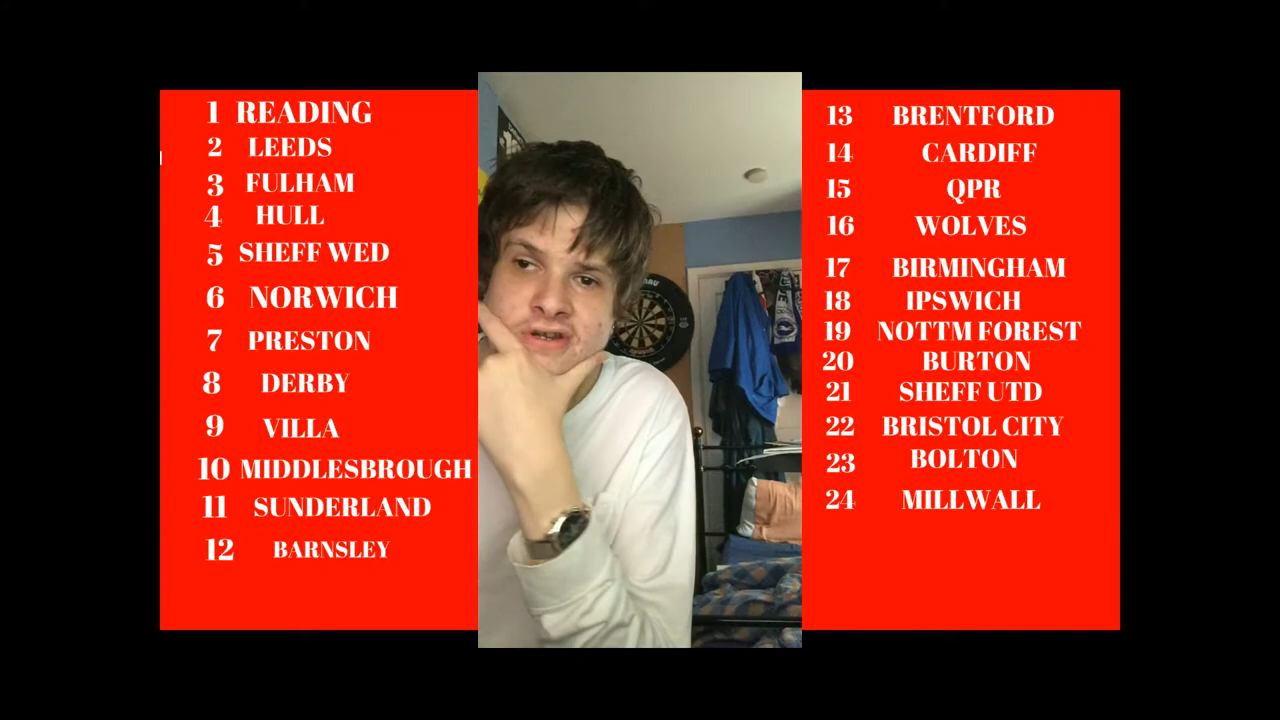 1 READING
2 LEEDS
3 FULHAM
4 HULL
5 SHEFF WED
6 NORWICH
7 PRESTON
8 DERBY
9 VILLA
10 MIDDLESBROUGH
11 SUNDERLAND
12 BARNSLEY
13 BRENTFORD
14 CARDIFF
15 QPR
16 WOLVES
17 BIRMINGHAM
18 IPSWICH
19 NOTTM FOREST
20 BURTON
21 SHEFF UTD
22 BRISTOL CITY
23 BOLTON
24 MILLWALL